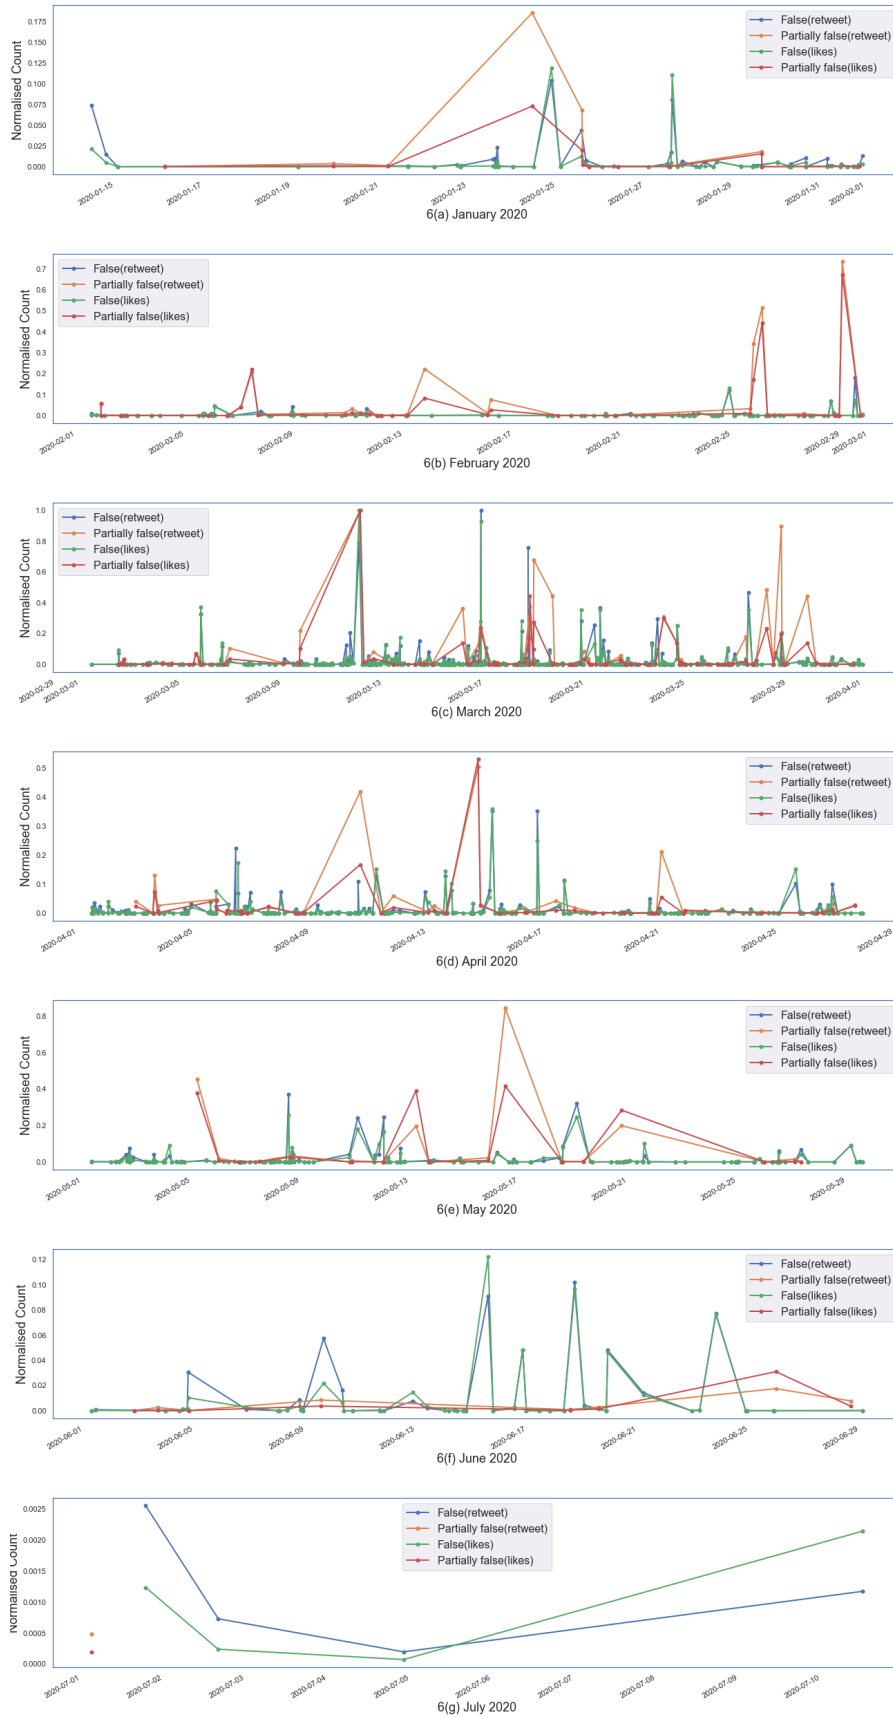 0.175
0.150
0.125
0.100
0.075
0.050
0.025
0.000
Normalised Count
False(retweet)
Partially false(retweet)
False(likes)
Partially false(likes)
2020-01-15
2020-01-17
2020-01-19
2020-01-21
2020-01-23
2020-01-25
2020-01-27
2020-01-29
2020-01-31
2020-02-01
6(a) January 2020
0.7
0.6
0.5
0.4
0.3
0.2
0.1
0.0
Normalised Count
False(retweet)
Partially false(retweet)
False(likes)
Partially false(likes)
2020-02-01
2020-02-05
2020-02-09
2020-02-13
2020-02-17
2020-02-21
2020-02-25
2020-02-29
2020-03-01
6(b) February 2020
1.0
0.8
0.6
0.4
0.2
0.0
Normalised Count
False(retweet)
Partially false(retweet)
False(likes)
Partially false(likes)
2020-02-29
2020-03-01
2020-03-05
2020-03-09
2020-03-13
2020-03-17
2020-03-21
2020-03-25
2020-03-29
2020-04-01
6(c) March 2020
0.5
0.4
0.3
0.2
0.1
0.0
Normalised Count
False(retweet)
Partially false(retweet)
False(likes)
Partially false(likes)
2020-04-01
2020-04-05
2020-04-09
2020-04-13
2020-04-17
2020-04-21
2020-04-25
2020-04-29
6(d) April 2020
0.8
0.6
0.4
0.2
0.0
Normalised Count
False(retweet)
Partially false(retweet)
False(likes)
Partially false(likes)
2020-05-01
2020-05-05
2020-05-09
2020-05-13
2020-05-17
2020-05-21
2020-05-25
2020-05-29
6(e) May 2020
0.12
0.10
0.08
0.06
0.04
0.02
0.00
Normalised Count
False(retweet)
Partially false(retweet)
False(likes)
Partially false(likes)
2020-06-01
2020-06-05
2020-06-09
2020-06-13
2020-06-17
2020-06-21
2020-06-25
2020-06-29
6(f) June 2020
0.0025
0.0020
0.0015
0.0010
0.0005
0.0000
Normalised Count
False(retweet)
Partially false(retweet)
False(likes)
Partially false(likes)
2020-07-01
2020-07-02
2020-07-03
2020-07-04
2020-07-05
2020-07-06
2020-07-07
2020-07-08
2020-07-09
2020-07-10
6(g) July 2020